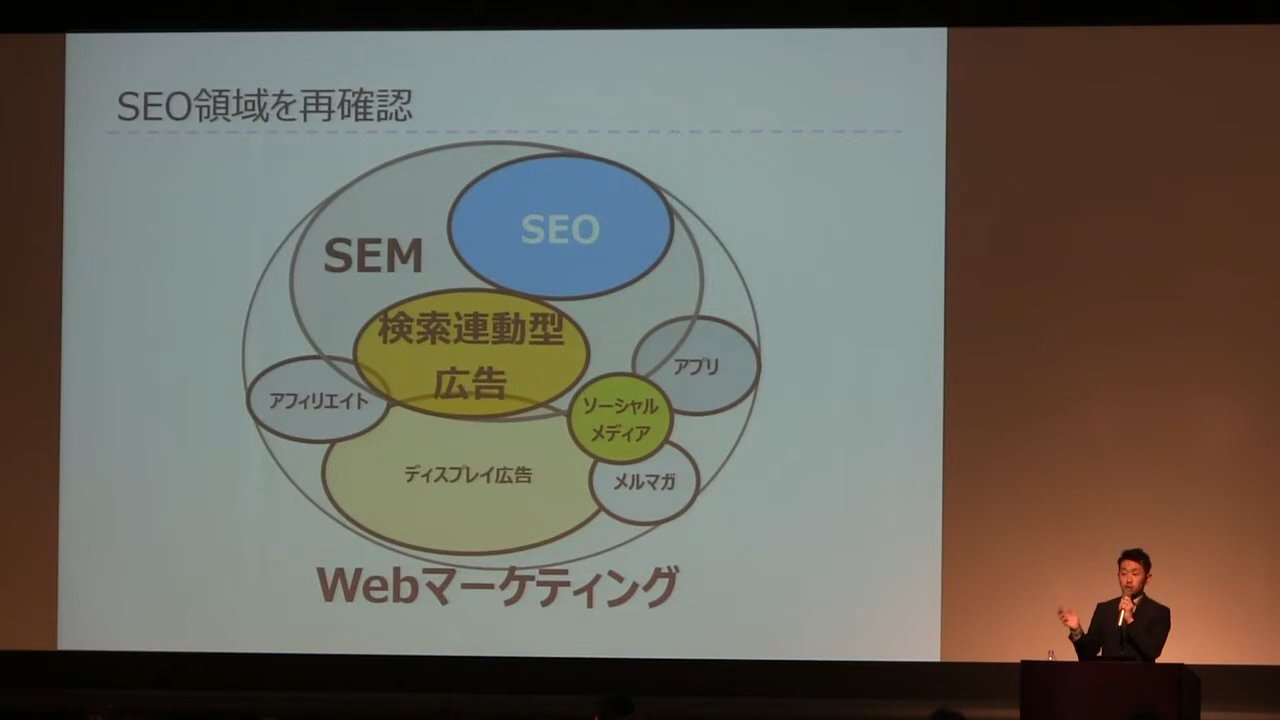 SEO領域を再確認
SEO
SEM
検索連動型
広告
アプリ
アフィリエイト
ソーシャル
メディア
ディスプレイ広告
メルマガ
Webマーケティング